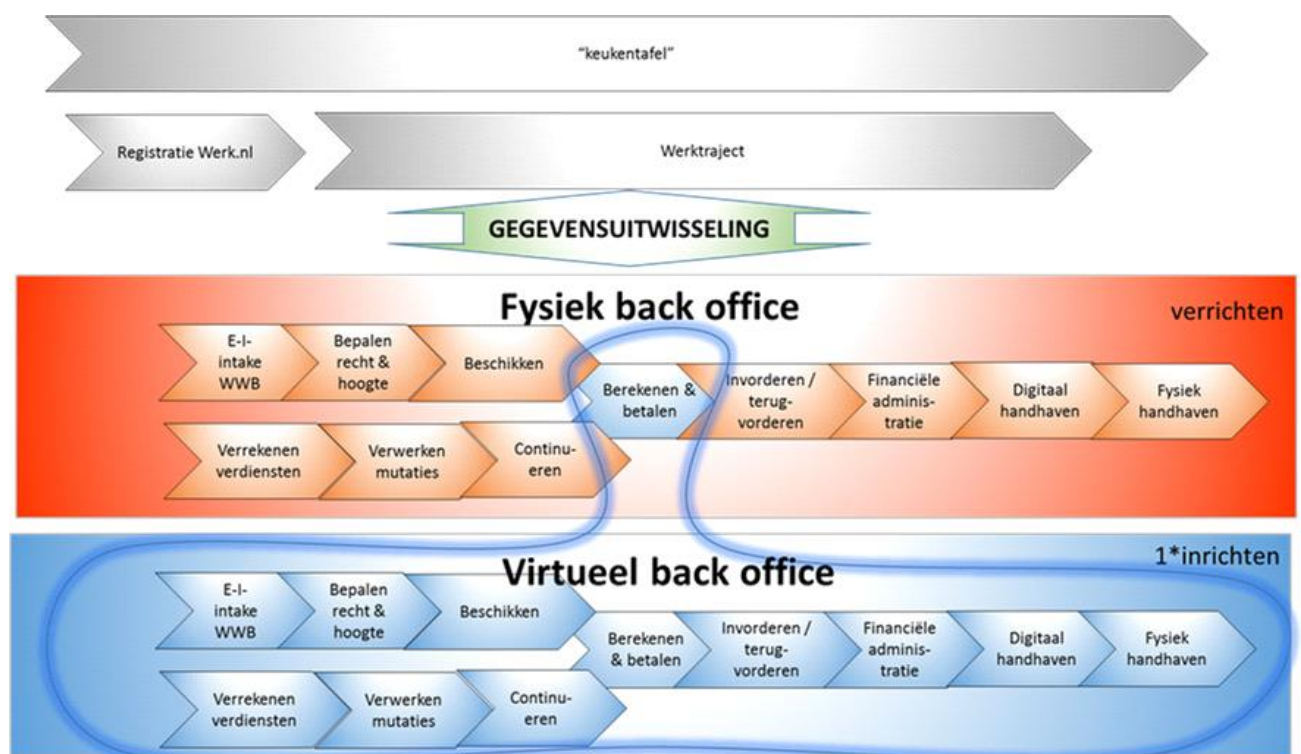 “keukentafel”
Registratie Werk.nl
Werktraject
GEGEVENSUITWISSELING
Fysiek back office
verrichten
E-I-
intake
WWB
Bepalen
recht &
hoogte
Beschikken
Berekenen &
betalen
Invorderen /
terug-
vorderen
Financiële
adminis-
tratie
Digitaal
handhaven
Fysiek
handhaven
Verrekenen
verdiensten
Verwerken
mutaties
Continu-
eren
Virtueel back office
1*inrichten
E-I-
intake
WWB
Bepalen
recht &
hoogte
Beschikken
Berekenen
& betalen
Invorderen /
terug-
vorderen
Financiële
adminis-
tratie
Digitaal
handhaven
Fysiek
handhaven
Verrekenen
verdiensten
Verwerken
mutaties
Continu-
eren